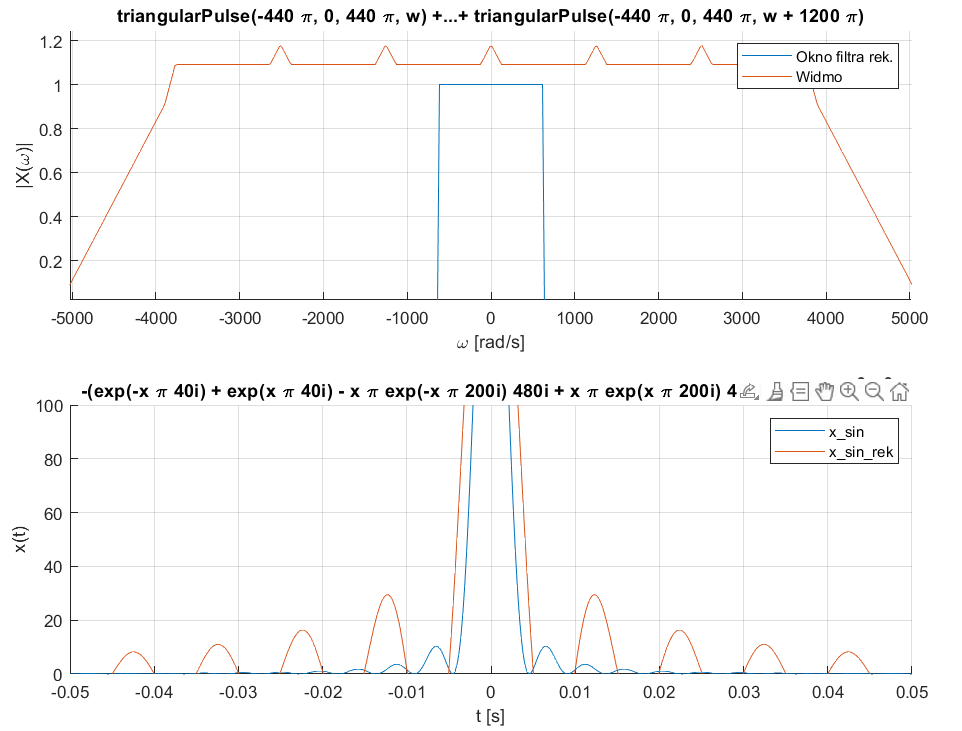 triangularPulse(-440 π, 0, 440 π, w) +...+ triangularPulse(-440 π, 0, 440 π, w + 1200 π)
1.2
1
0.8
0.6
0.4
0.2
|X(ω)|
Okno filtra rek.
Widmo
-5000 -4000 -3000 -2000 -1000 0 1000 2000 3000 4000 5000
ω [rad/s]
-(exp(-x π 40i) + exp(x π 40i) - x π exp(-x π 200i) 480i + x π exp(x π 200i) 4
100
80
60
40
20
0
x(t)
x_sin
x_sin_rek
-0.05 -0.04 -0.03 -0.02 -0.01 0 0.01 0.02 0.03 0.04 0.05
t [s]